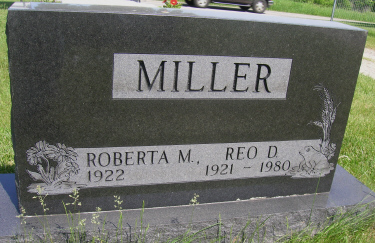 MILLER
ROBERTA M., REO D.
1922 1921 - 1980